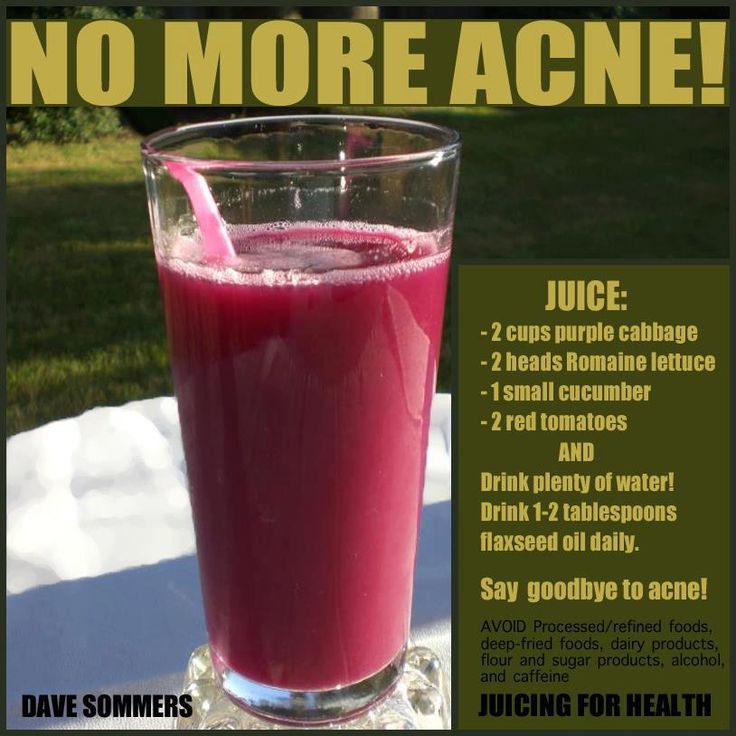 NO MORE ACNE!
JUICE:
- 2 cups purple cabbage
- 2 heads Romaine lettuce
- 1 small cucumber
- 2 red tomatoes
AND
Drink plenty of water!
Drink 1-2 tablespoons
flaxseed oil daily.
Say goodbye to acne!
AVOID Processed/refined foods,
deep-fried foods, dairy products,
flour and sugar products, alcohol,
and caffeine
DAVE SOMMERS
JUICING FOR HEALTH